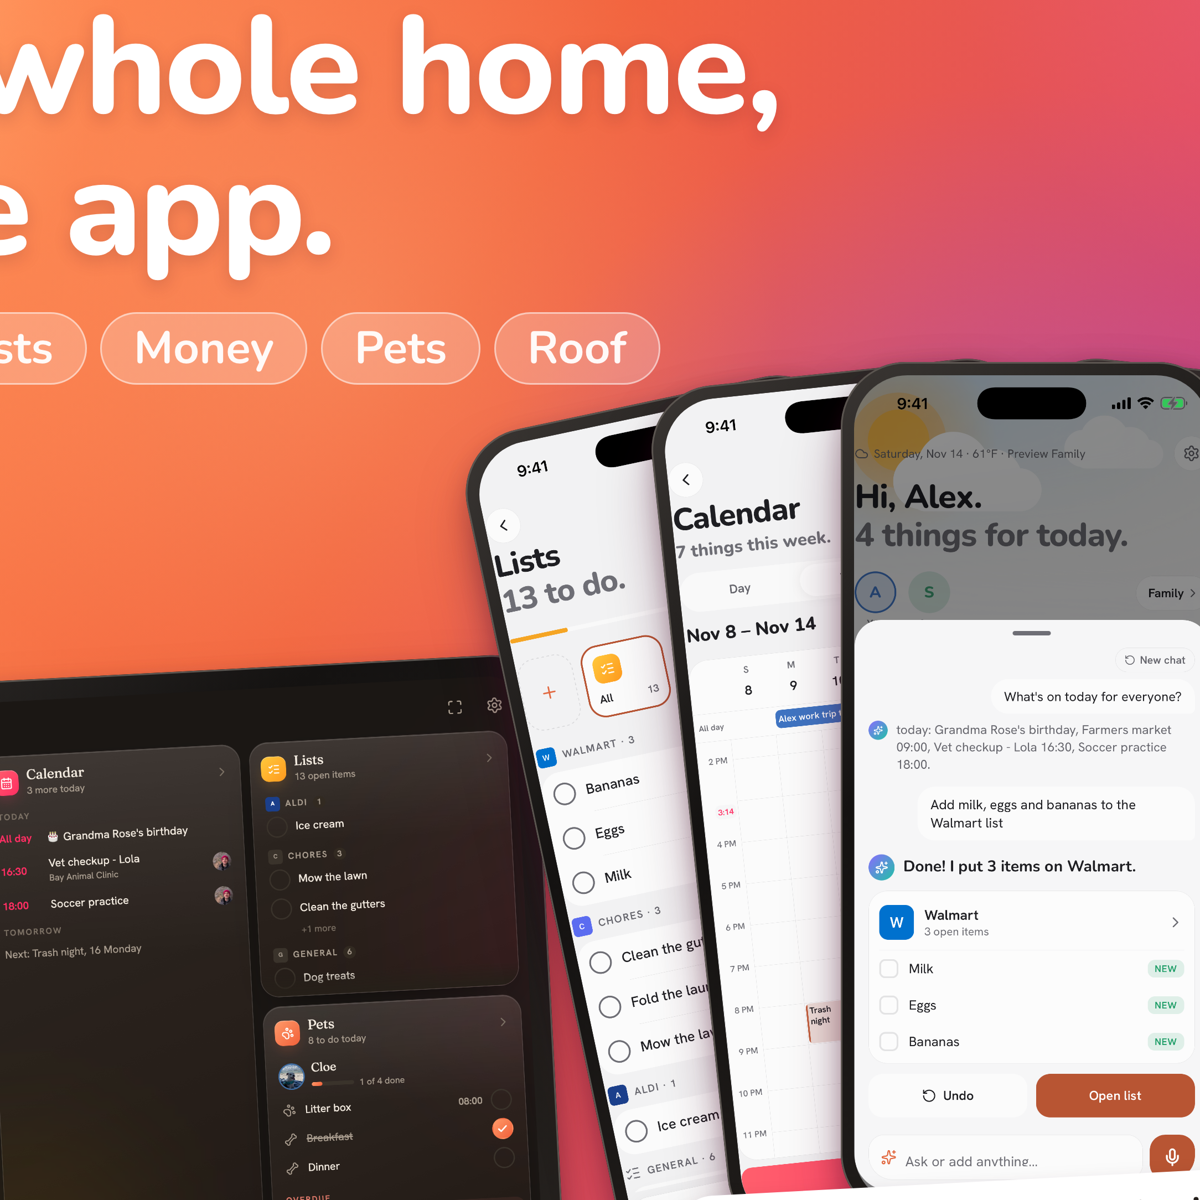 whole home,
e app.
sts
Money
Pets
Roof
9:41
Lists
13 to do.
+
All
13
W
WALMART · 3
Bananas
Eggs
Milk
C
CHORES · 3
Clean the gu
Fold the lau
Mow the la
A
ALDI · 1
Ice cream
GENERAL · 6
9:41
Calendar
7 things this week.
Day
Nov 8 – Nov 14
S
M
T
8
9
All day
Alex work trip
2 PM
3:14
4 PM
5 PM
6 PM
7 PM
8 PM
Trash
night
9 PM
10 PM
11 PM
9:41
Saturday, Nov 14 · 61°F · Preview Family
Hi, Alex.
4 things for today.
A
S
Family
New chat
What's on today for everyone?
today: Grandma Rose's birthday, Farmers market
09:00, Vet checkup - Lola 16:30, Soccer practice
18:00.
Add milk, eggs and bananas to the
Walmart list
Done! I put 3 items on Walmart.
W
Walmart
3 open items
Milk
NEW
Eggs
NEW
Bananas
NEW
Undo
Open list
Ask or add anything...
Calendar
3 more today
TODAY
All day
Grandma Rose's birthday
16:30
Vet checkup - Lola
Bay Animal Clinic
18:00
Soccer practice
TOMORROW
Next: Trash night, 16 Monday
Lists
13 open items
A
ALDI 1
Ice cream
C
CHORES 3
Mow the lawn
Clean the gutters
+1 more
G
GENERAL 6
Dog treats
Pets
8 to do today
Cloe
1 of 4 done
Litter box
08:00
Breakfast
Dinner
OVERDUE